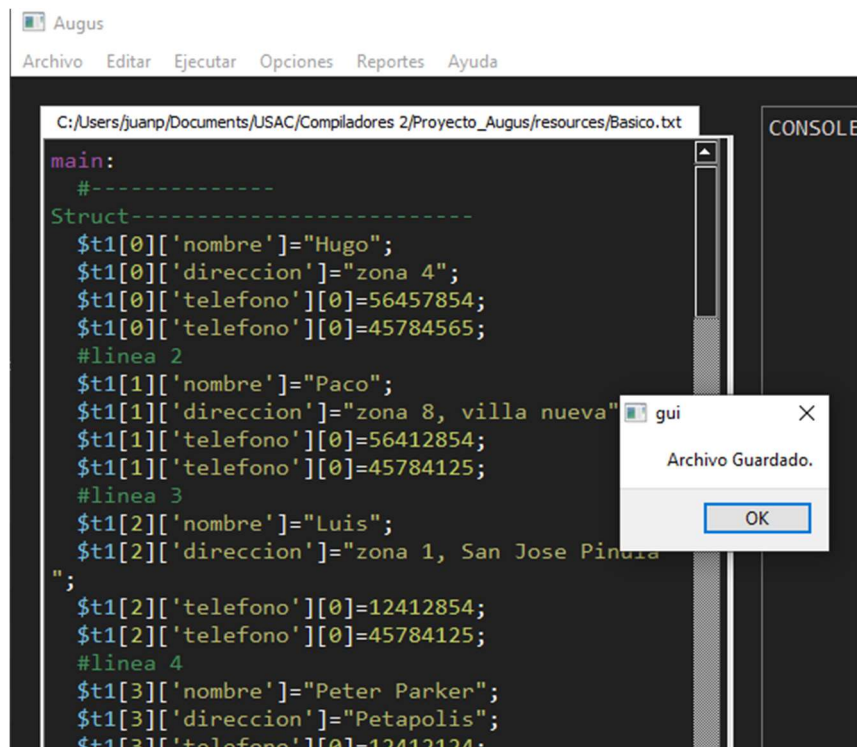 Augus
Archivo Editar Ejecutar Opciones Reportes Ayuda
C:/Users/juanp/Documents/USAC/Compiladores 2/Proyecto_Augus/resources/Basico.txt
CONSOLE
main:
#--------------
Struct--------------------------
$t1[0]['nombre']="Hugo";
$t1[0]['direccion']="zona 4";
$t1[0]['telefono'][0]=56457854;
$t1[0]['telefono'][0]=45784565;
#linea 2
$t1[1]['nombre']="Paco";
$t1[1]['direccion']="zona 8, villa nueva"
$t1[1]['telefono'][0]=56412854;
$t1[1]['telefono'][0]=45784125;
#linea 3
$t1[2]['nombre']="Luis";
$t1[2]['direccion']="zona 1, San Jose Pinula
";
$t1[2]['telefono'][0]=12412854;
$t1[2]['telefono'][0]=45784125;
#linea 4
$t1[3]['nombre']="Peter Parker";
$t1[3]['direccion']="Petapolis";
$t1[3]['telefono'][0]=12412124;
gui
Archivo Guardado.
OK